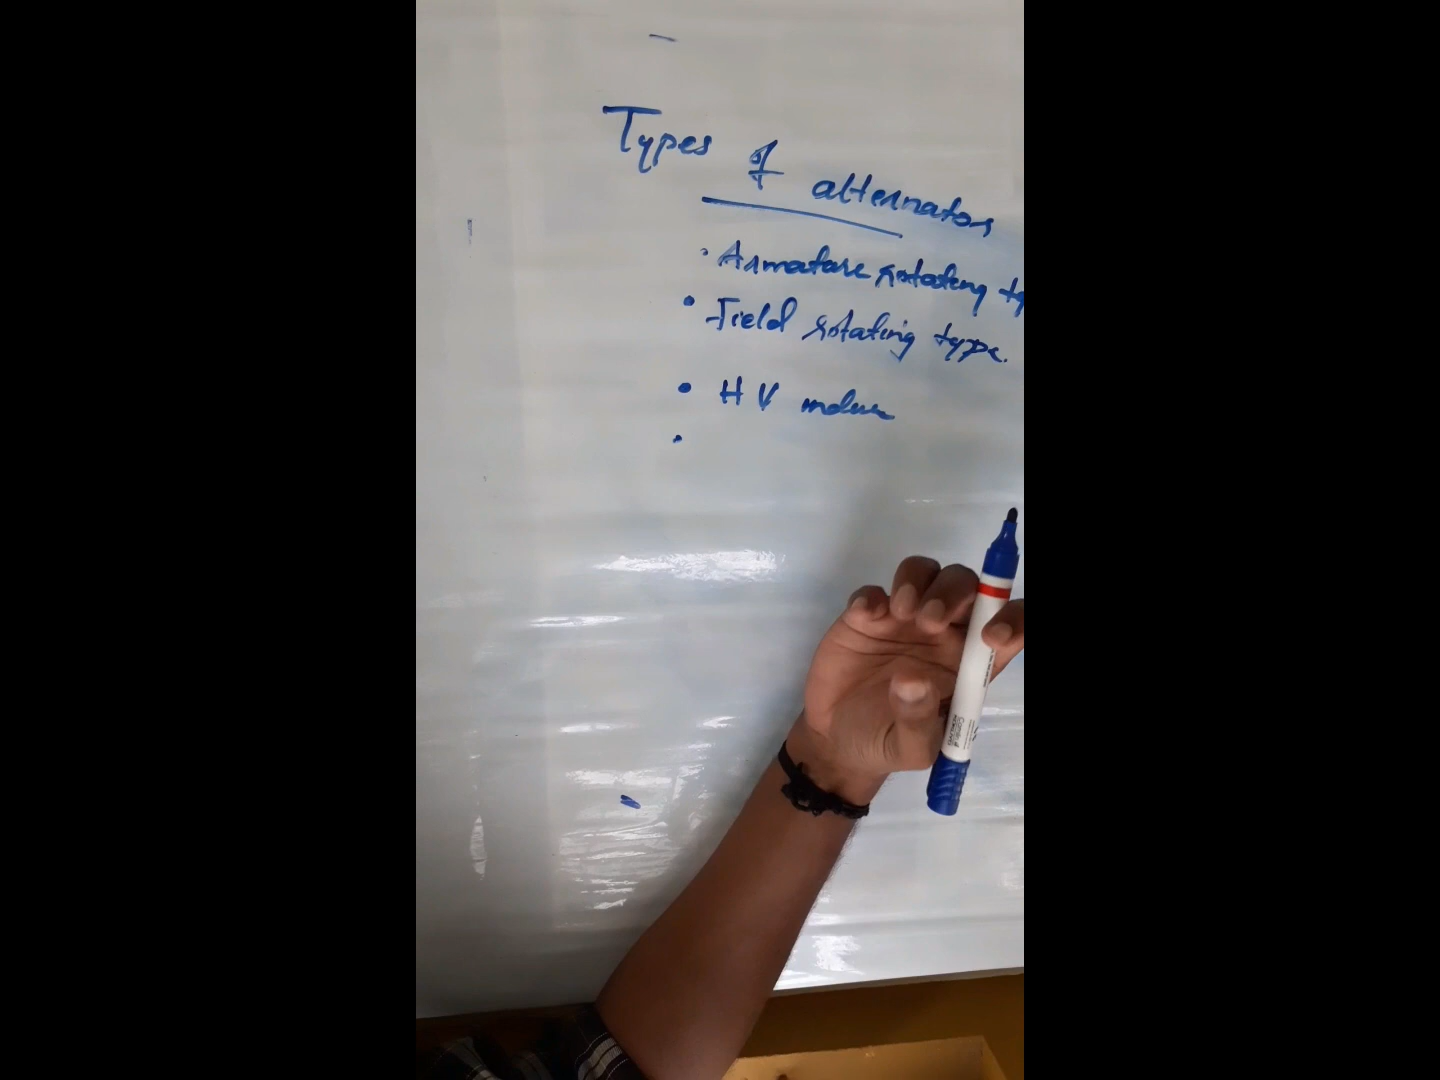 Types of alternators
Armature rotating ty
Field rotating type.
H V